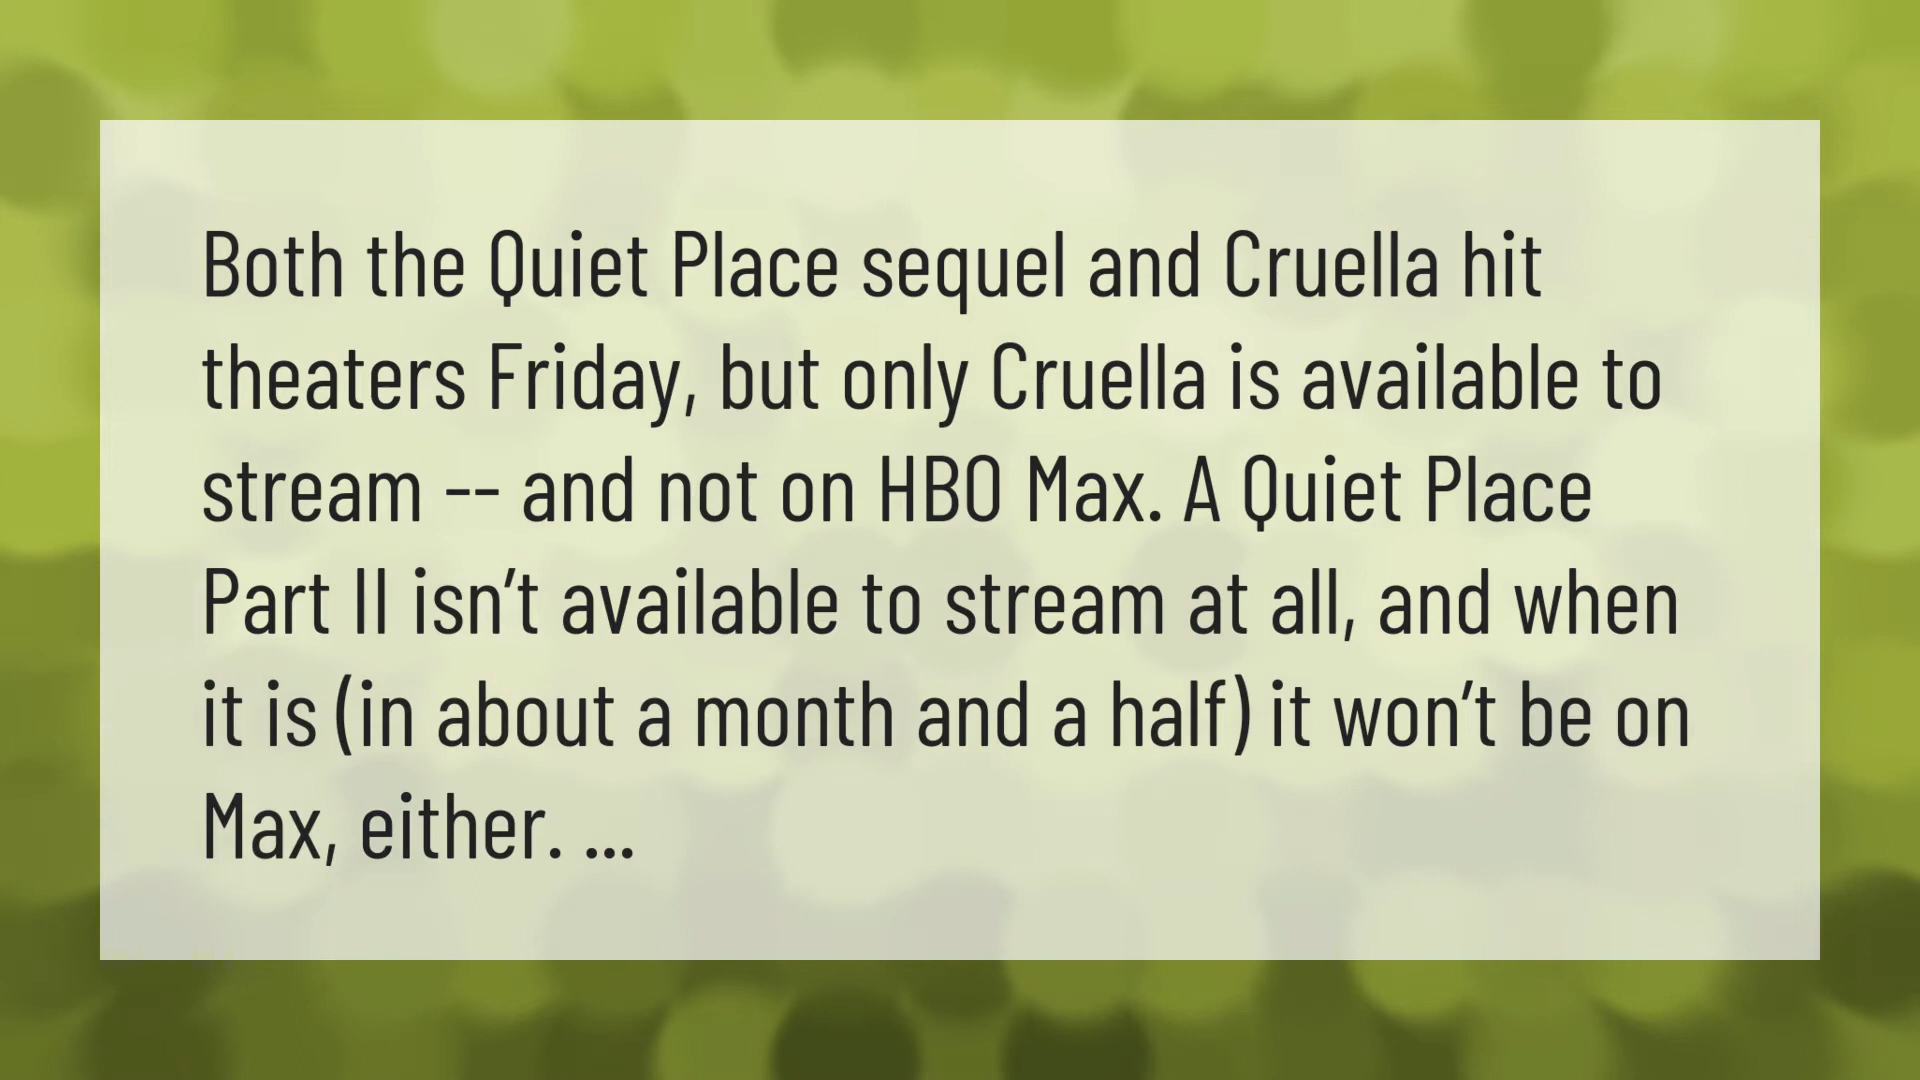 Both the Quiet Place sequel and Cruella hit
theaters Friday, but only Cruella is available to
stream -- and not on HBO Max. A Quiet Place
Part II isn’t available to stream at all, and when
it is (in about a month and a half) it won’t be on
Max, either. ...